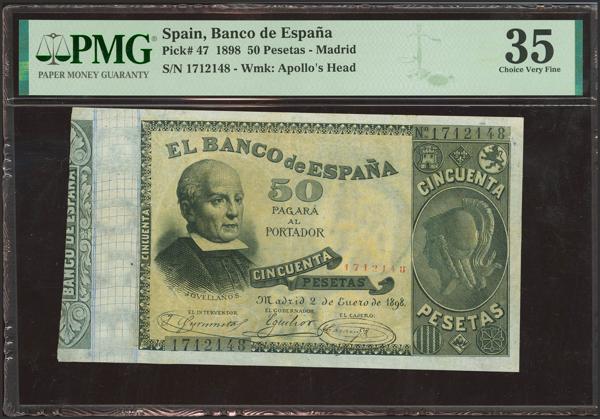 PMG
PAPER MONEY GUARANTY
Spain, Banco de España
Pick# 47 1898 50 Pesetas - Madrid
S/N 1712148 - Wmk: Apollo's Head
35
Choice Very Fine
BANCO DE ESPAÑA
CINCUENTA
Nº 1712148
EL BANCO de ESPAÑA
50
PAGARÁ
AL
PORTADOR
CINCUENTA
PESETAS
1712148
JOVELLANOS
Madrid 2 de Enero de 1898.
EL INTERVENTOR
EL GOBERNADOR
EL CAJERO
1712148
CINCUENTA
PESETAS